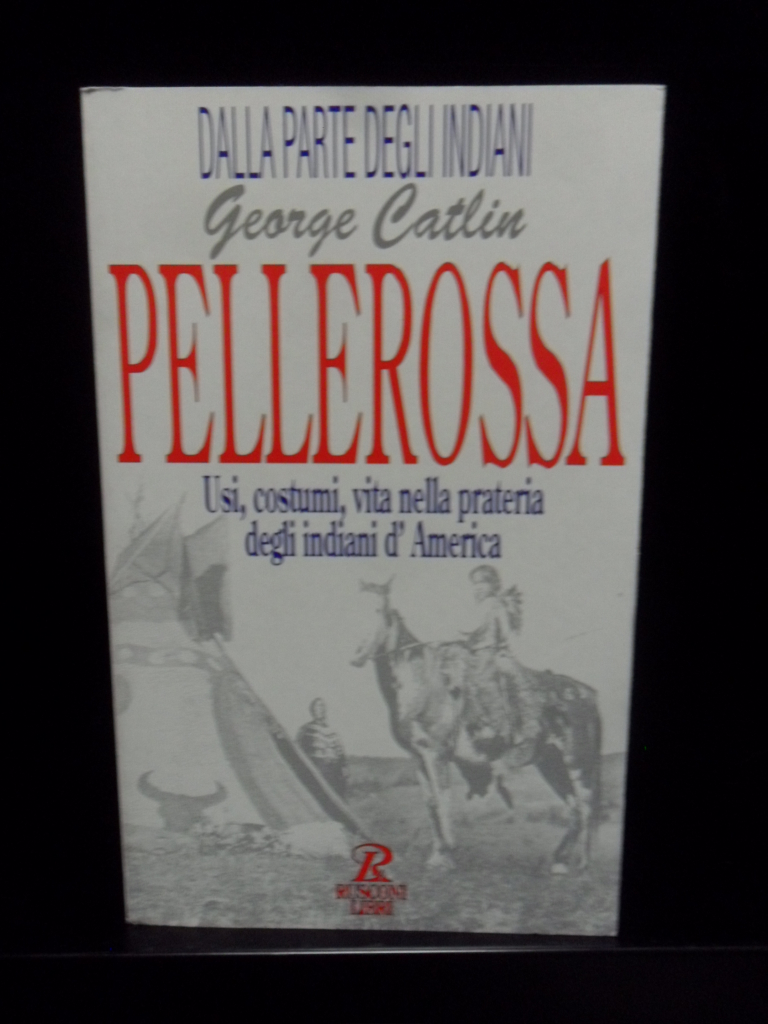 DALLA PARTE DEGLI INDIANI
George Catlin
PELLEROSSA
Usi, costumi, vita nella prateria
degli indiani d' America
R
RUSCONI
LIBRI